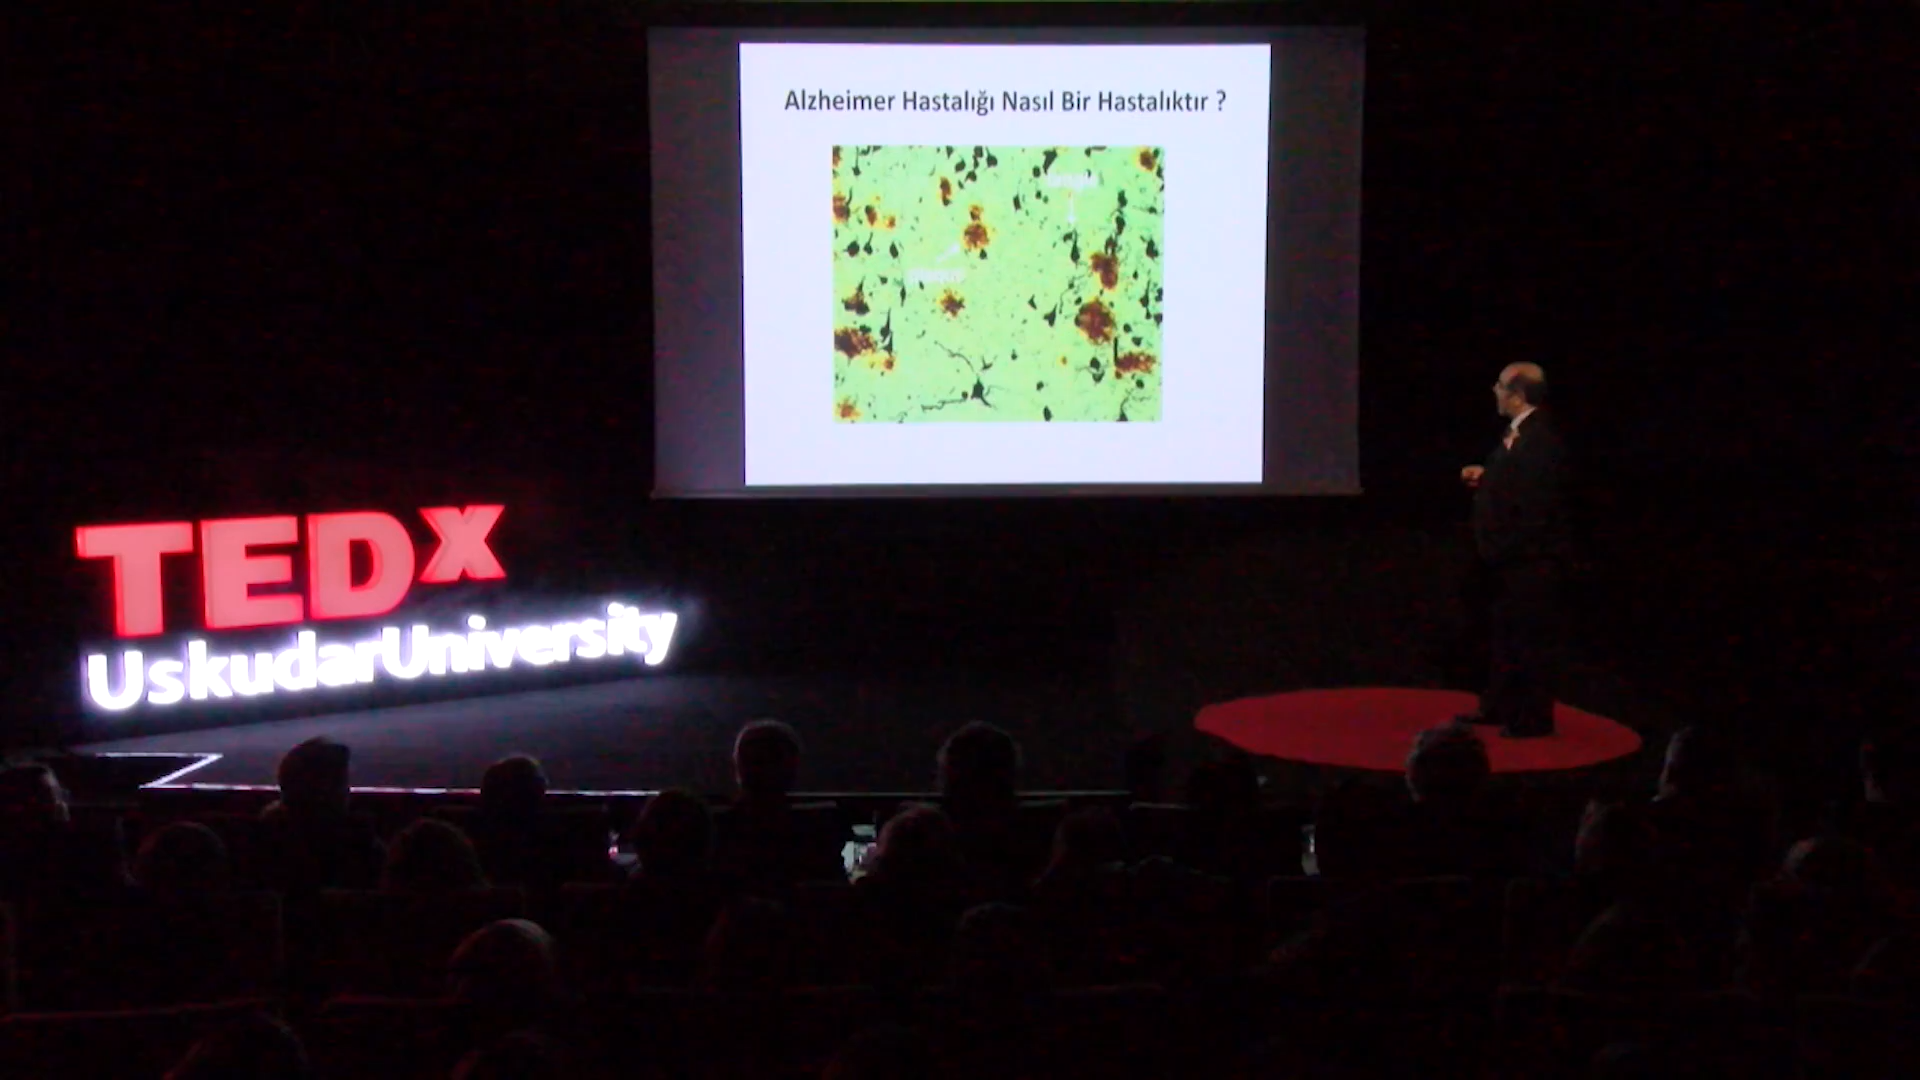 Alzheimer Hastalığı Nasıl Bir Hastalıktır ?
TEDx
UskudarUniversity